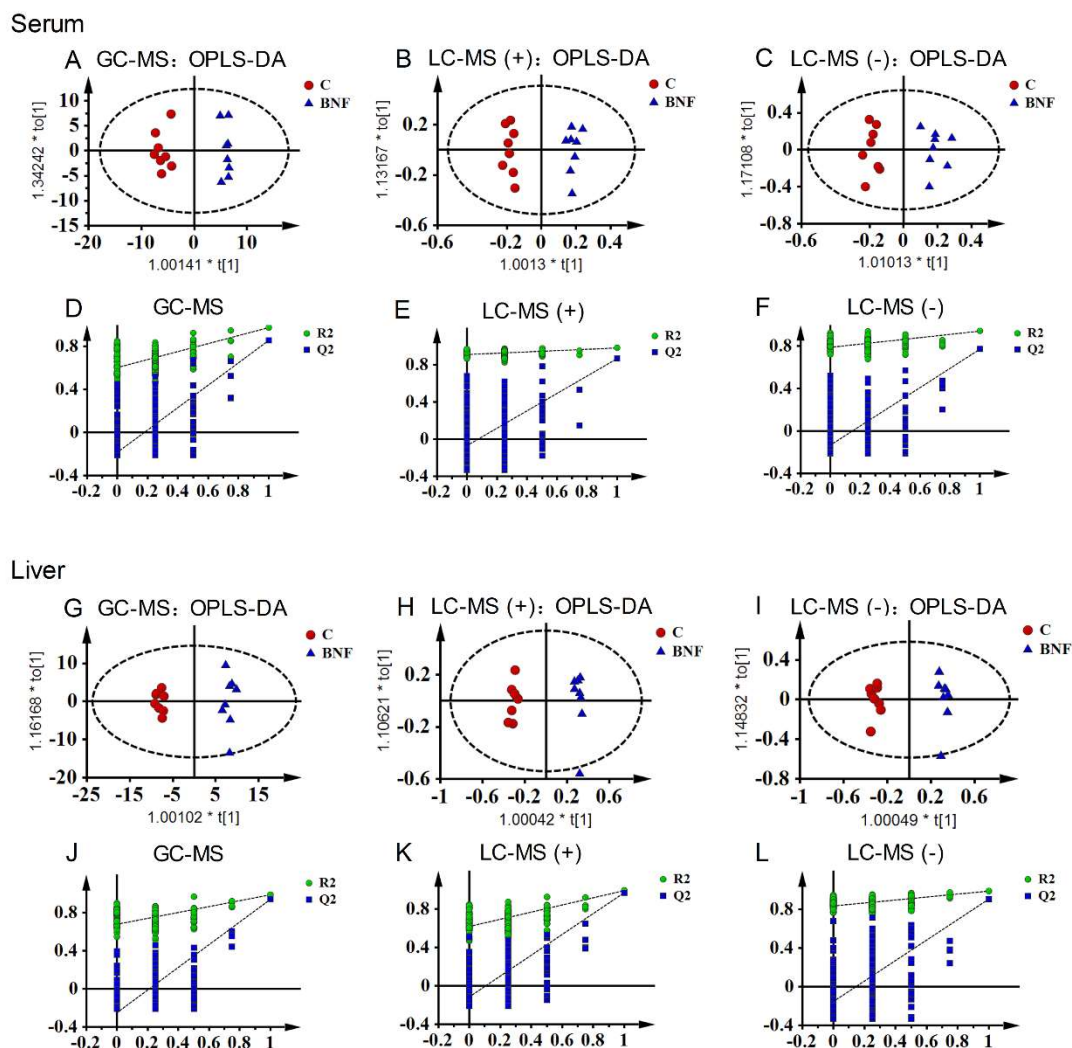 Serum
A GC-MS: OPLS-DA
C
BNF
1.34242 * to[1]
15
10
5
0
-5
-10
-15
-20 -10 0 10
1.00141 * t[1]
B LC-MS (+): OPLS-DA
C
BNF
1.13167 * to[1]
0.2
-0.2
-0.6
-0.6 -0.4 -0.2 0 0.2 0.4
1.0013 * t[1]
C LC-MS (-): OPLS-DA
C
BNF
1.17108 * to[1]
0.4
0
-0.4
-0.8
-0.6 -0.2 0 0.2 0.6
1.01013 * t[1]
D GC-MS
R2
Q2
0.8
0.4
0
-0.4
-0.2 0 0.2 0.4 0.6 0.8 1
E LC-MS (+)
R2
Q2
0.8
0.4
0
-0.4
-0.2 0 0.2 0.4 0.6 0.8 1
F LC-MS (-)
R2
Q2
0.8
0.4
0
-0.4
-0.2 0 0.2 0.4 0.6 0.8 1
Liver
G GC-MS: OPLS-DA
C
BNF
1.16168 * to[1]
10
0
-10
-20
-25 -15 -5 5 15
1.00102 * t[1]
H LC-MS (+): OPLS-DA
C
BNF
1.10621 * to[1]
0.2
-0.2
-0.6
-1 -0.6 -0.2 0.2 0.6
1.00042 * t[1]
I LC-MS (-): OPLS-DA
C
BNF
1.14832 * to[1]
0.4
0
-0.4
-0.8
-1 -0.6 -0.2 0.2 0.6 1
1.00049 * t[1]
J GC-MS
R2
Q2
0.8
0.4
0
-0.4
0 0.2 0.4 0.6 0.8 1
K LC-MS (+)
R2
Q2
0.8
0.4
0
-0.4
0 0.2 0.4 0.6 0.8 1
L LC-MS (-)
R2
Q2
0.8
0.4
0
-0.4
0 0.2 0.4 0.6 0.8 1